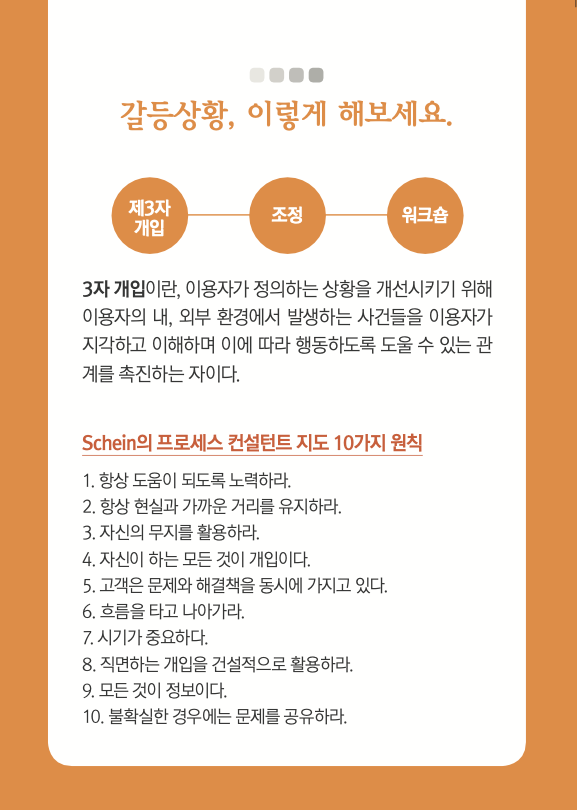 갈등상황, 이렇게 해보세요.
제3자
개입
조정
워크숍
3자 개입이란, 이용자가 정의하는 상황을 개선시키기 위해
이용자의 내, 외부 환경에서 발생하는 사건들을 이용자가
지각하고 이해하며 이에 따라 행동하도록 도울 수 있는 관
계를 촉진하는 자이다.
Schein의 프로세스 컨설턴트 지도 10가지 원칙
1. 항상 도움이 되도록 노력하라.
2. 항상 현실과 가까운 거리를 유지하라.
3. 자신의 무지를 활용하라.
4. 자신이 하는 모든 것이 개입이다.
5. 고객은 문제와 해결책을 동시에 가지고 있다.
6. 흐름을 타고 나아가라.
7. 시기가 중요하다.
8. 직면하는 개입을 건설적으로 활용하라.
9. 모든 것이 정보이다.
10. 불확실한 경우에는 문제를 공유하라.